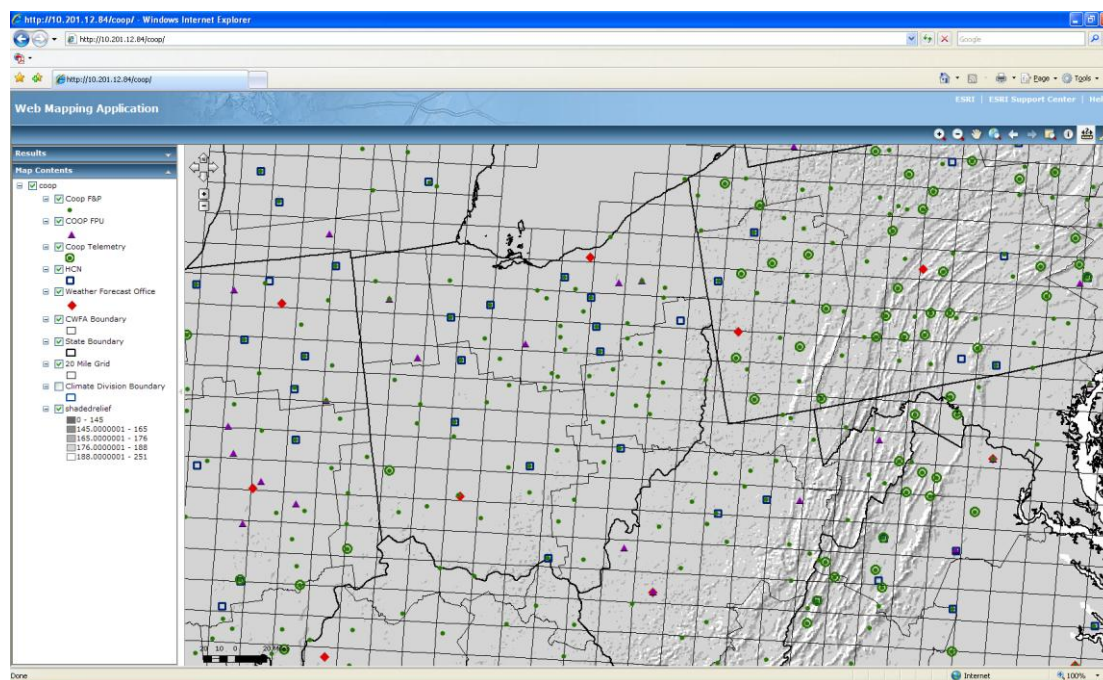 http://10.201.12.84/coop/ - Windows Internet Explorer
http://10.201.12.84/coop/
Google
http://10.201.12.84/coop/
Page
Tools
Web Mapping Application
ESRI | ESRI Support Center | Hel
Results
Map Contents
coop
Coop F&P
COOP FPU
Coop Telemetry
HCN
Weather Forecast Office
CWFA Boundary
State Boundary
20 Mile Grid
Climate Division Boundary
shadedrelief
0 - 145
145.0000001 - 165
165.0000001 - 176
176.0000001 - 188
188.0000001 - 251
10 0
Done
Internet
100%